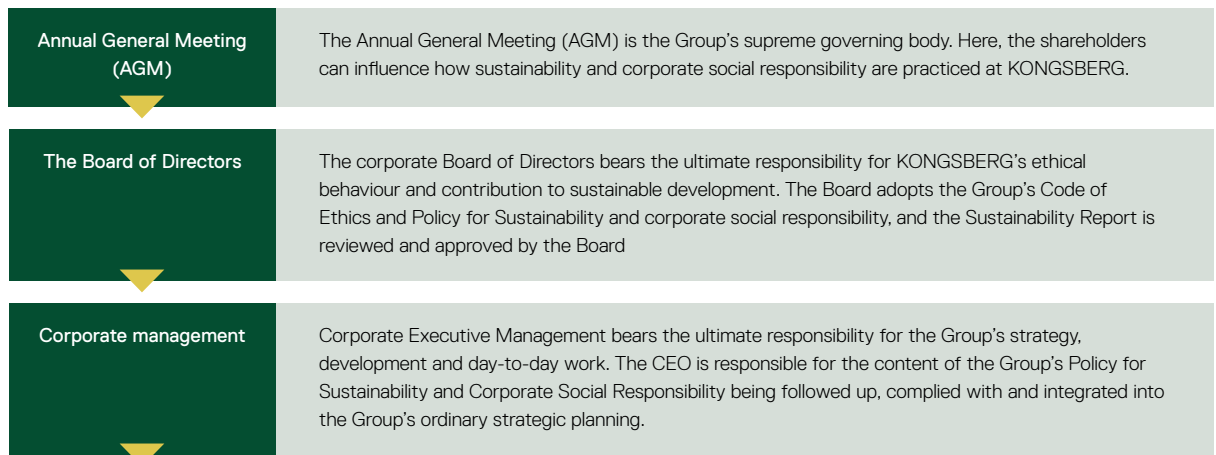 Annual General Meeting
(AGM)
The Annual General Meeting (AGM) is the Group's supreme governing body. Here, the shareholders
can influence how sustainability and corporate social responsibility are practiced at KONGSBERG.
The Board of Directors
The corporate Board of Directors bears the ultimate responsibility for KONGSBERG's ethical
behaviour and contribution to sustainable development. The Board adopts the Group's Code of
Ethics and Policy for Sustainability and corporate social responsibility, and the Sustainability Report is
reviewed and approved by the Board
Corporate management
Corporate Executive Management bears the ultimate responsibility for the Group's strategy,
development and day-to-day work. The CEO is responsible for the content of the Group's Policy for
Sustainability and Corporate Social Responsibility being followed up, complied with and integrated into
the Group's ordinary strategic planning.